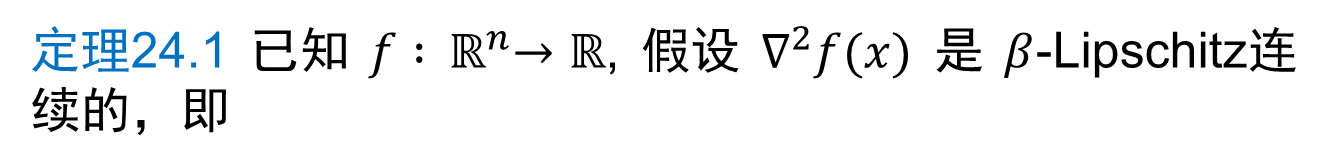 定理24.1 已知 𝑓 : ℝⁿ→ ℝ, 假设 ∇²𝑓(𝑥) 是 𝛽-Lipschitz连
续的，即